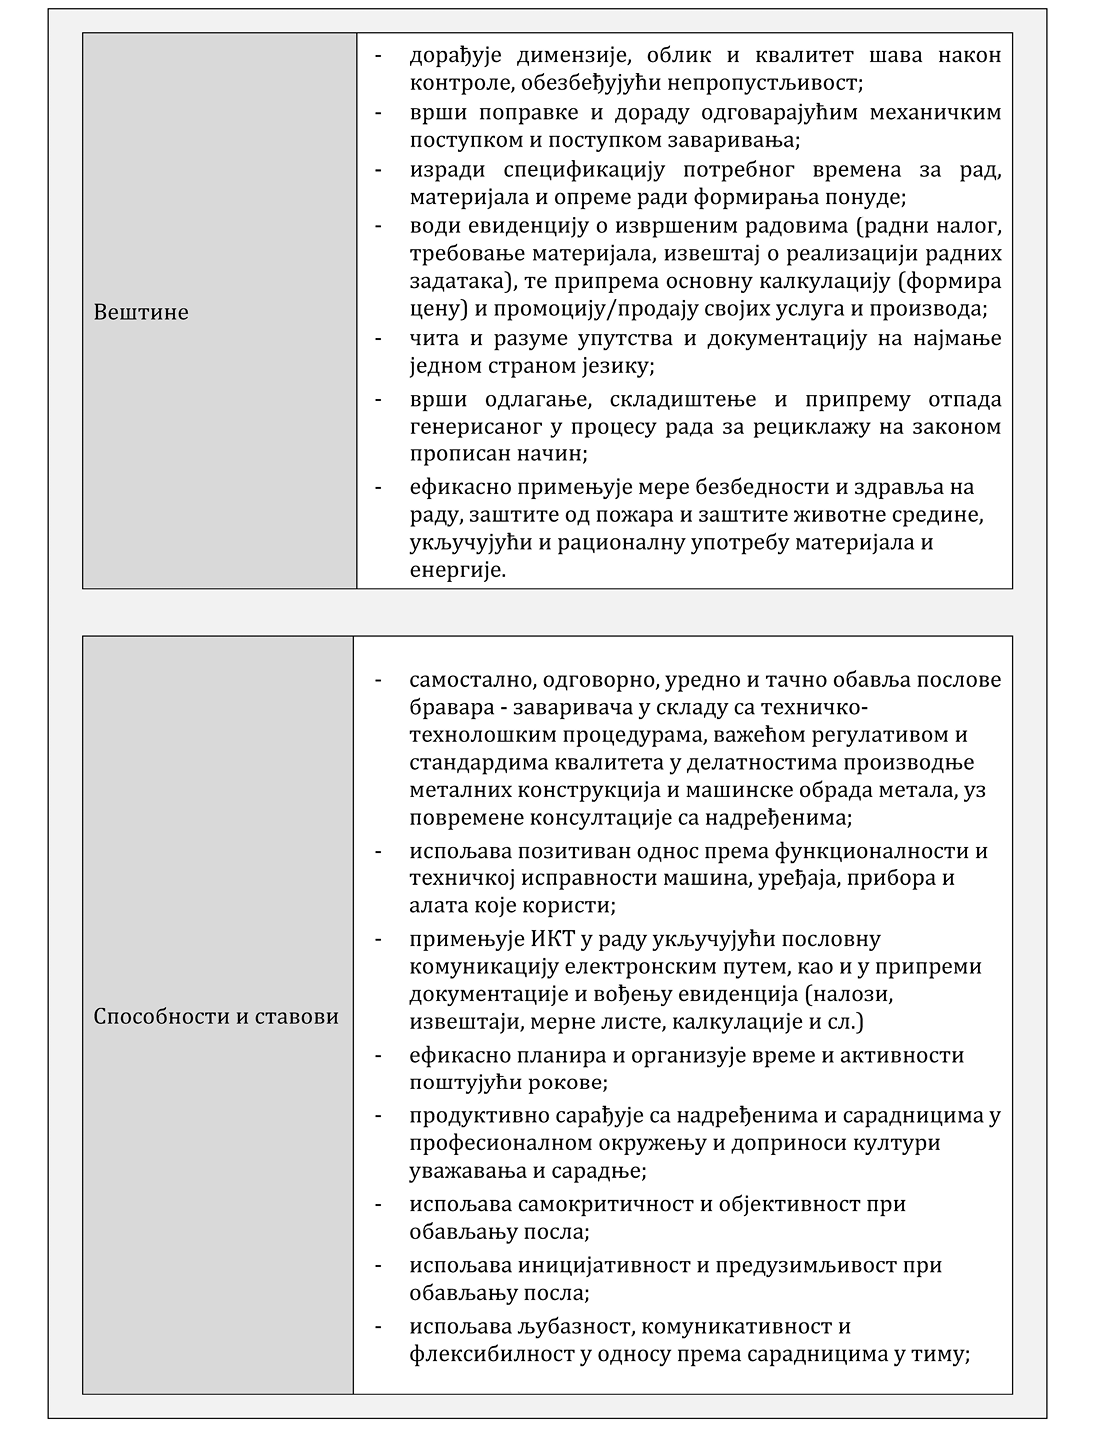 Вештине
- дорађује димензије, облик и квалитет шава након
контроле, обезбеђујући непропустљивост;
- врши поправке и дораду одговарајућим механичким
поступком и поступком заваривања;
- изради спецификацију потребног времена за рад,
материјала и опреме ради формирања понуде;
- води евиденцију о извршеним радовима (радни налог,
требовање материјала, извештај о реализацији радних
задатака), те припрема основну калкулацију (формира
цену) и промоцију/продају својих услуга и производа;
- чита и разуме упутства и документацију на најмање
једном страном језику;
- врши одлагање, складиштење и припрему отпада
генерисаног у процесу рада за рециклажу на законом
прописан начин;
- ефикасно примењује мере безбедности и здравља на
раду, заштите од пожара и заштите животне средине,
укључујући и рационалну употребу материјала и
енергије.
Способности и ставови
- самостално, одговорно, уредно и тачно обавља послове
бравара - заваривача у складу са техничко-
технолошким процедурама, важећом регулативом и
стандардима квалитета у делатностима производње
металних конструкција и машинске обрада метала, уз
повремене консултације са надређенима;
- испољава позитиван однос према функционалности и
техничкој исправности машина, уређаја, прибора и
алата које користи;
- примењује ИКТ у раду укључујући пословну
комуникацију електронским путем, као и у припреми
документације и вођењу евиденција (налози,
извештаји, мерне листе, калкулације и сл.)
- ефикасно планира и организује време и активности
поштујући рокове;
- продуктивно сарађује са надређенима и сарадницима у
професионалном окружењу и доприноси култури
уважавања и сарадње;
- испољава самокритичност и објективност при
обављању посла;
- испољава иницијативност и предузимљивост при
обављању посла;
- испољава љубазност, комуникативност и
флексибилност у односу према сарадницима у тиму;